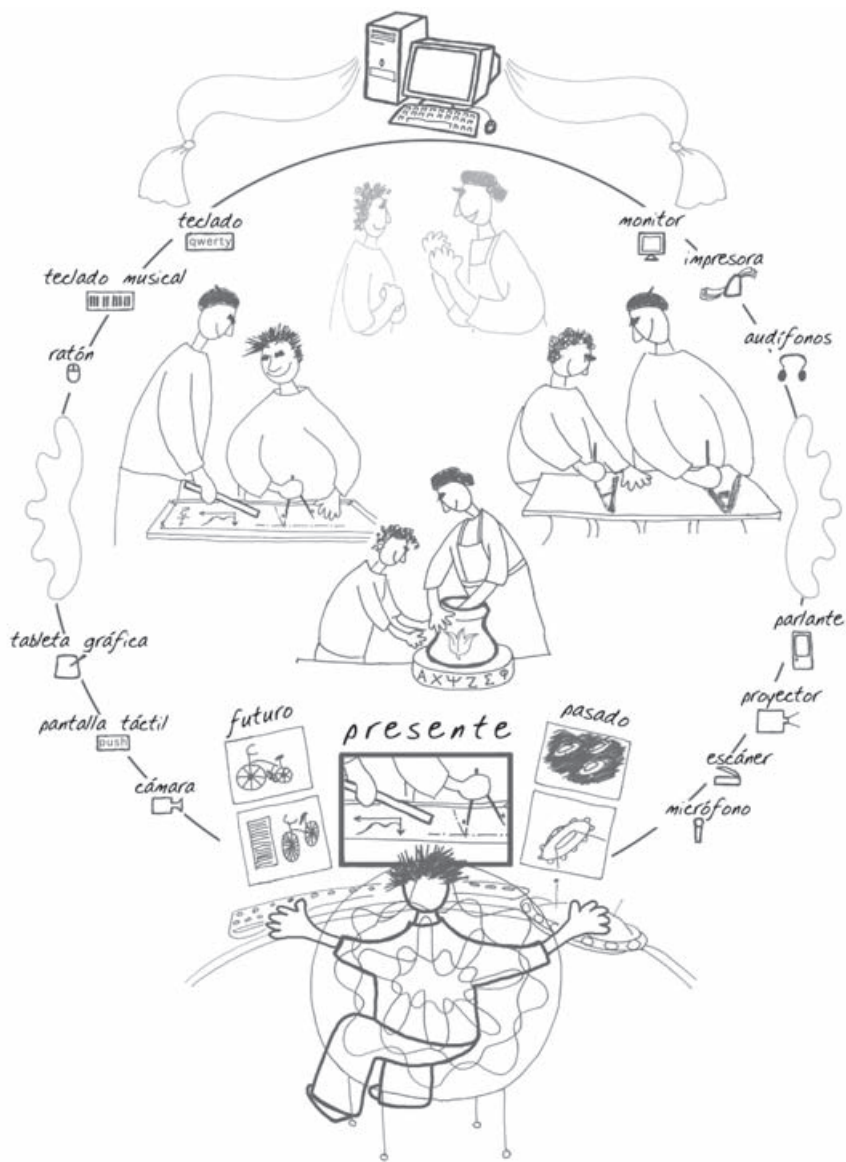 teclado
qwerty
teclado musical
ratón
monitor
impresora
audífonos
tableta gráfica
pantalla táctil
push
cámara
parlante
proyector
escáner
micrófono
futuro
presente
pasado
ΑΧΨΖΣΦ